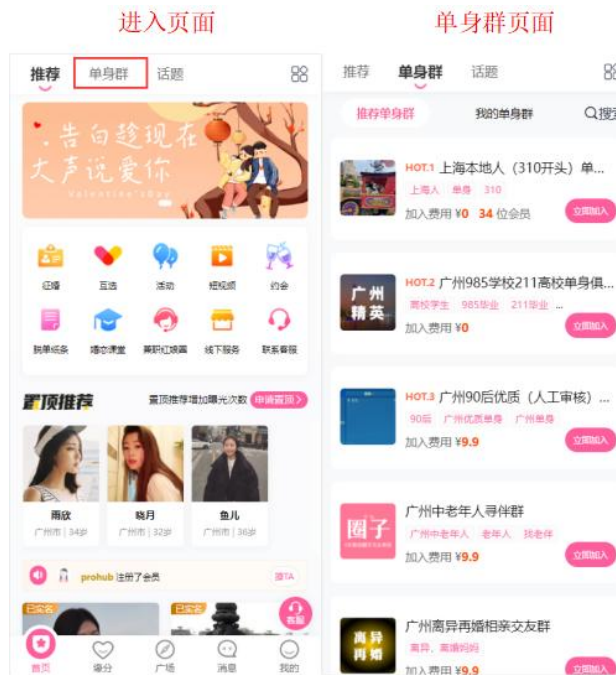 进入页面
单身群页面
推荐 单身群 话题
告白趁现在
大声说爱你
Valentine'sDay
征婚 互选 活动 短视频 约会
脱单纸条 婚恋课堂 兼职红娘 线下服务 联系客服
置顶推荐 置顶推荐增加曝光次数 申请置顶
雨欣 晓月 鱼儿
广州市 | 34岁 广州市 | 32岁 广州市 | 36岁
prohub 注册了会员
已实名 已实名
客服
首页 缘分 广场 消息 我的
推荐 单身群 话题
推荐单身群 我的单身群 搜索
HOT.1 上海本地人（310开头）单...
上海人 单身 310
加入费用 ¥0 34 位会员 立即加入
广州
精英
HOT.2 广州985学校211高校单身俱...
高校学生 985毕业 211毕业 ...
加入费用 ¥0 立即加入
HOT.3 广州90后优质（人工审核）...
90后 广州优质单身 广州单身
加入费用 ¥9.9 立即加入
圈子
广州中老年人寻伴群
广州中老年人 老年人 找老伴
加入费用 ¥9.9 立即加入
离异
再婚
广州离异再婚相亲交友群
离异、离婚妈妈
加入费用 ¥9.9 立即加入